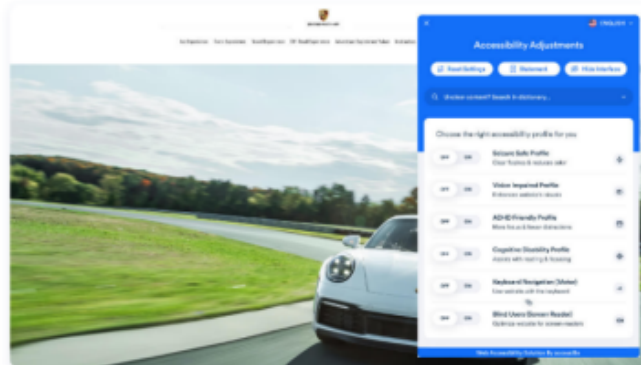 ENGLISH
Accessibility Adjustments
Reset Settings
Statement
Hide Interface
Unclear content? Search in dictionary...
Choose the right accessibility profile for you
OFF ON
Seizure Safe Profile
Clear flashes & reduces color
OFF ON
Vision Impaired Profile
Enhances website's visuals
OFF ON
ADHD Friendly Profile
More focus & fewer distractions
OFF ON
Cognitive Disability Profile
Assists with reading & focusing
OFF ON
Keyboard Navigation (Motor)
Use website with the keyboard
OFF ON
Blind Users (Screen Reader)
Optimize website for screen-readers
Web Accessibility Solution By accessiBe